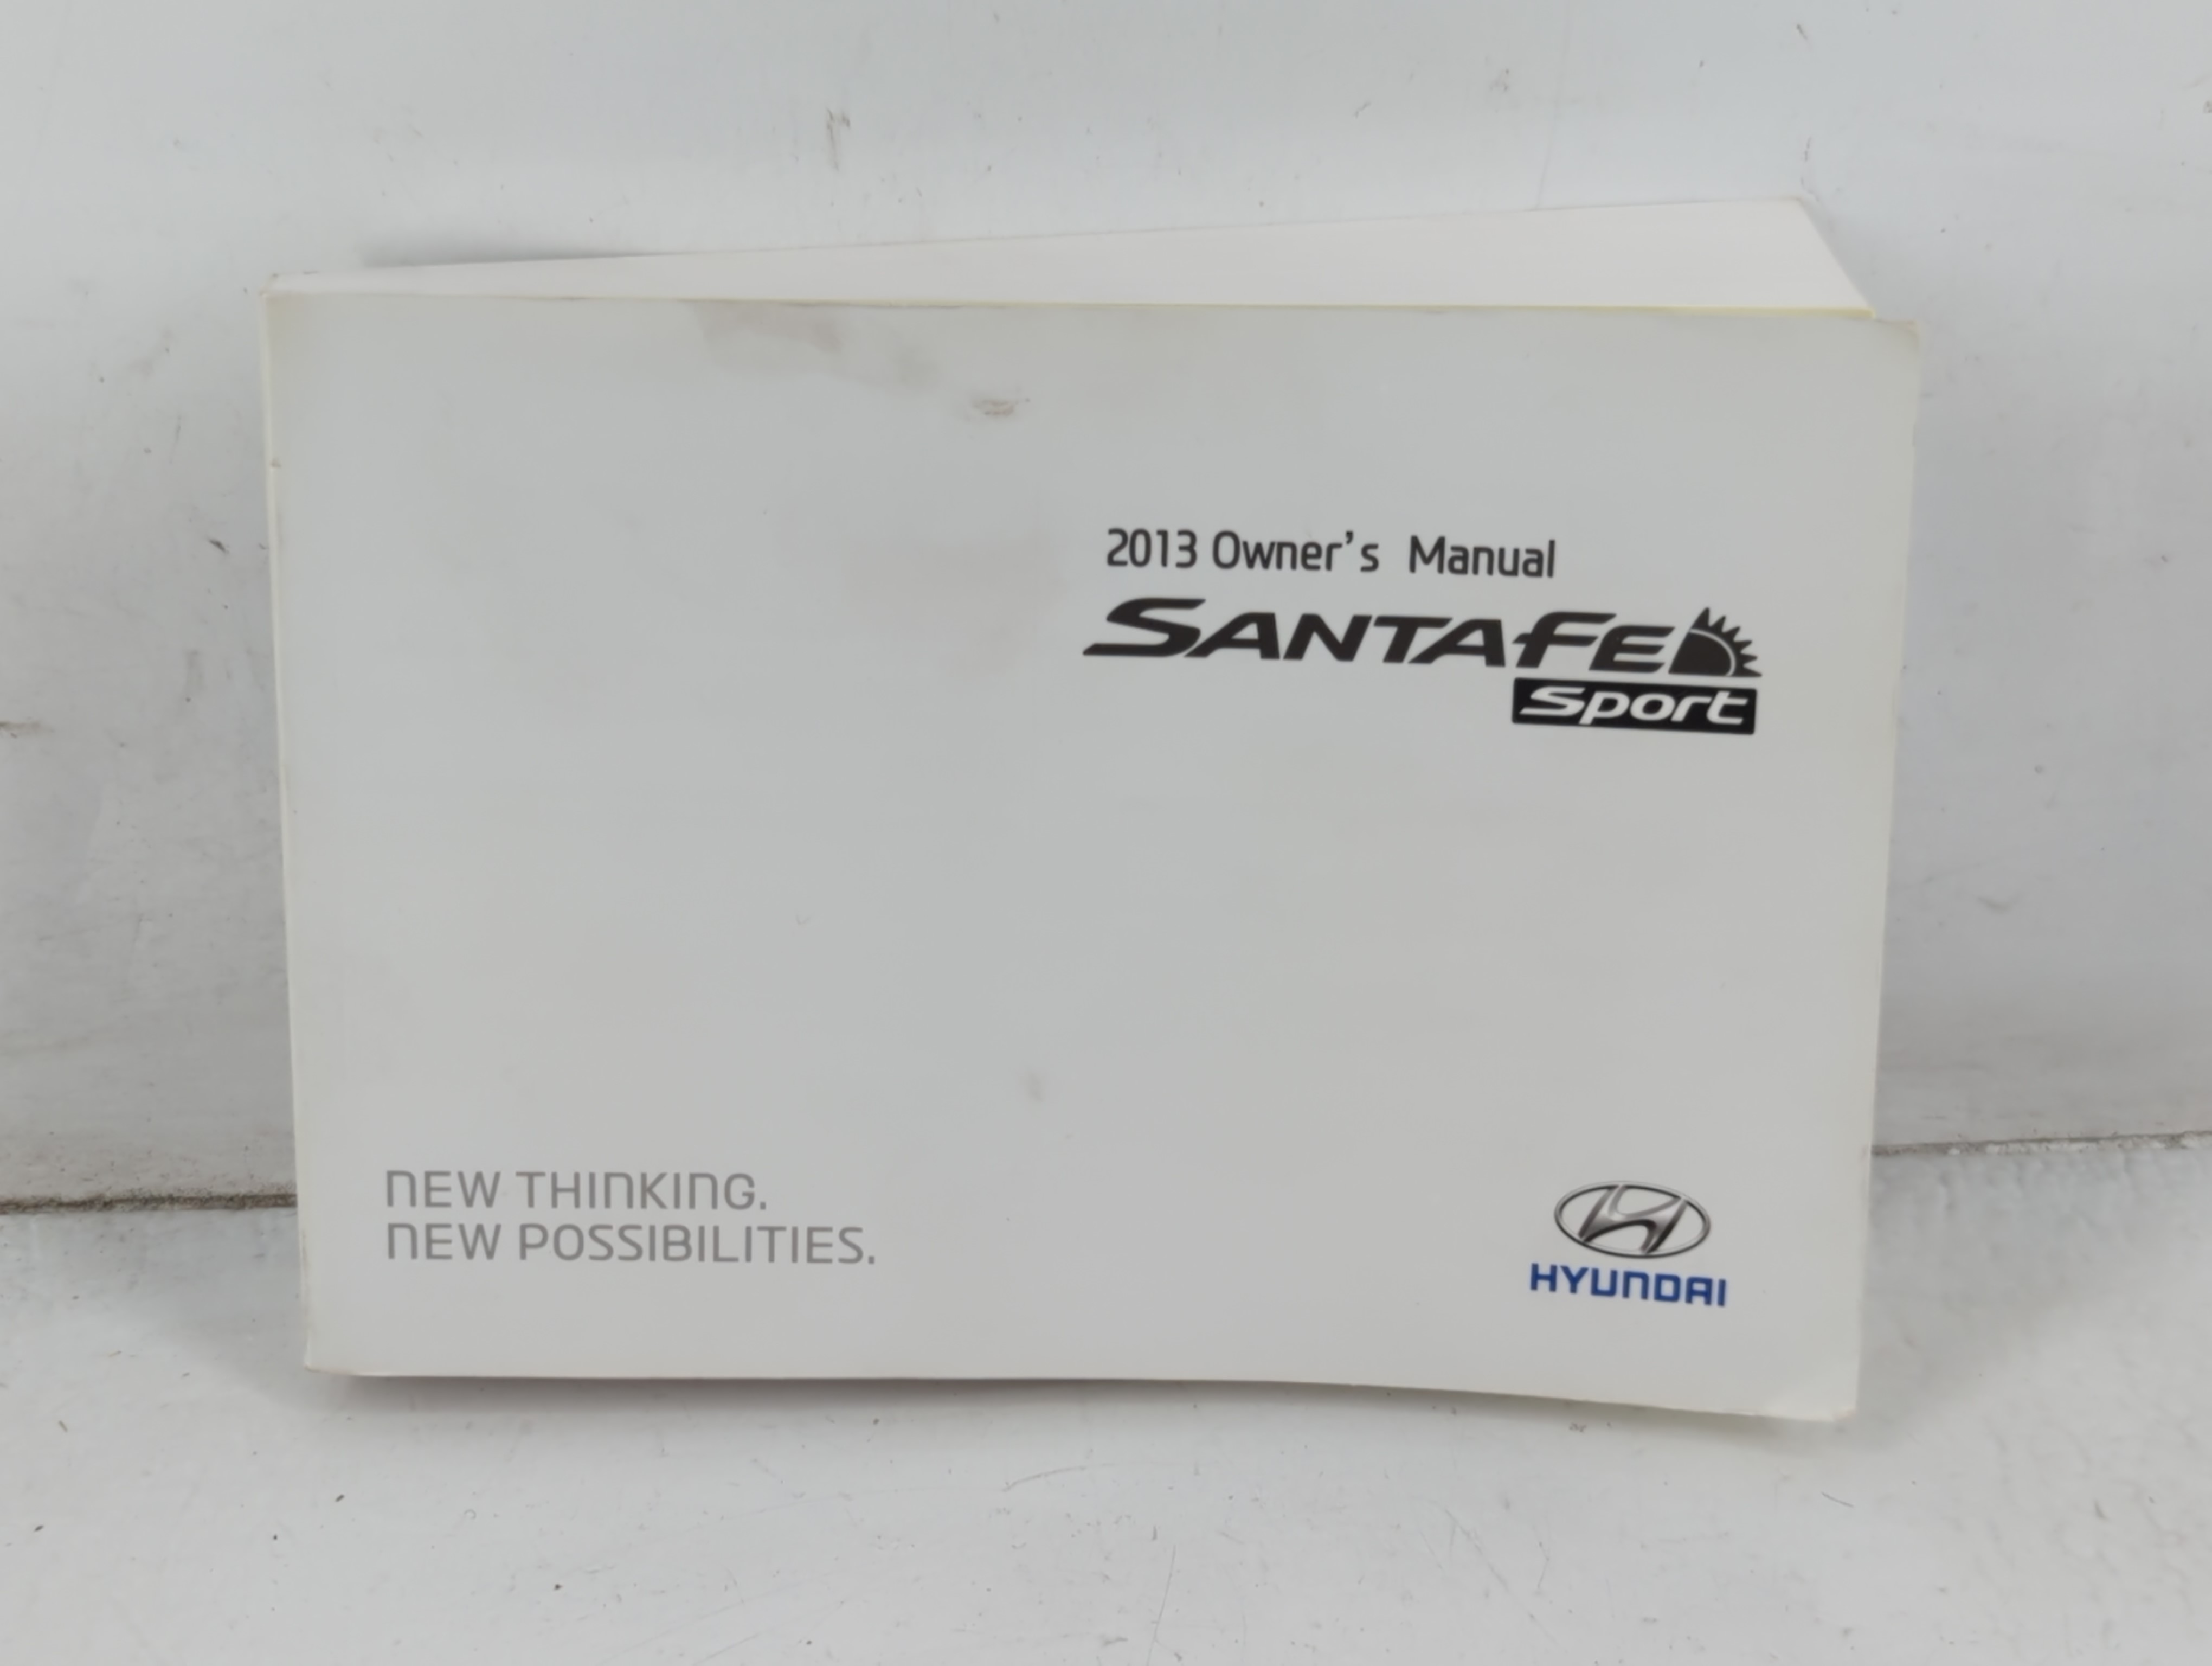 2013 Owner's Manual
SANTAFE
Sport
NEW THINKING.
NEW POSSIBILITIES.
HYUNDAI